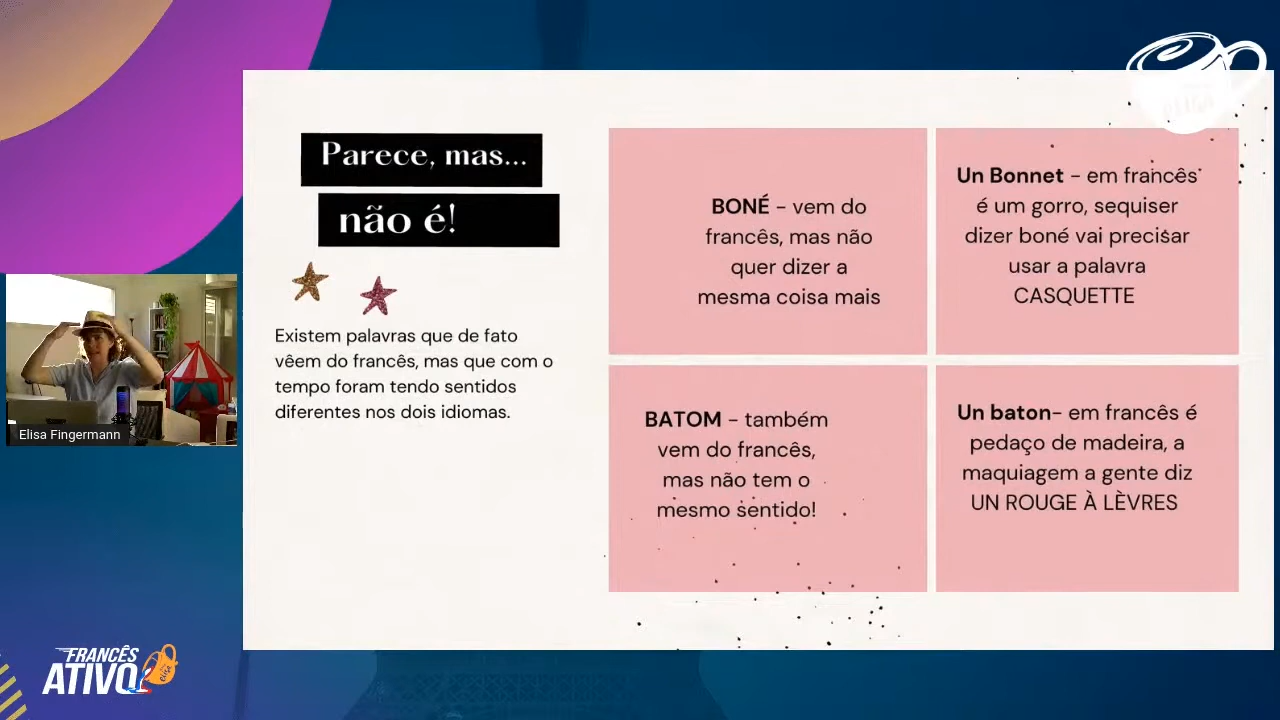 Parece, mas...
não é!
Existem palavras que de fato
vêem do francês, mas que com o
tempo foram tendo sentidos
diferentes nos dois idiomas.
BONÉ - vem do
francês, mas não
quer dizer a
mesma coisa mais
Un Bonnet - em francês
é um gorro, sequiser
dizer boné vai precisar
usar a palavra
CASQUETTE
BATOM - também
vem do francês,
mas não tem o
mesmo sentido!
Un baton- em francês é
pedaço de madeira, a
maquiagem a gente diz
UN ROUGE À LÈVRES
Elisa Fingermann
FRANCÊS
ATIVO